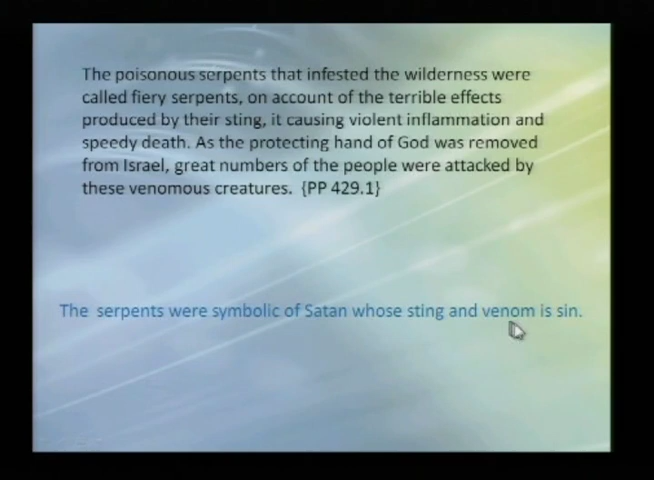 The poisonous serpents that infested the wilderness were
called fiery serpents, on account of the terrible effects
produced by their sting, it causing violent inflammation and
speedy death. As the protecting hand of God was removed
from Israel, great numbers of the people were attacked by
these venomous creatures. {PP 429.1}
The serpents were symbolic of Satan whose sting and venom is sin.